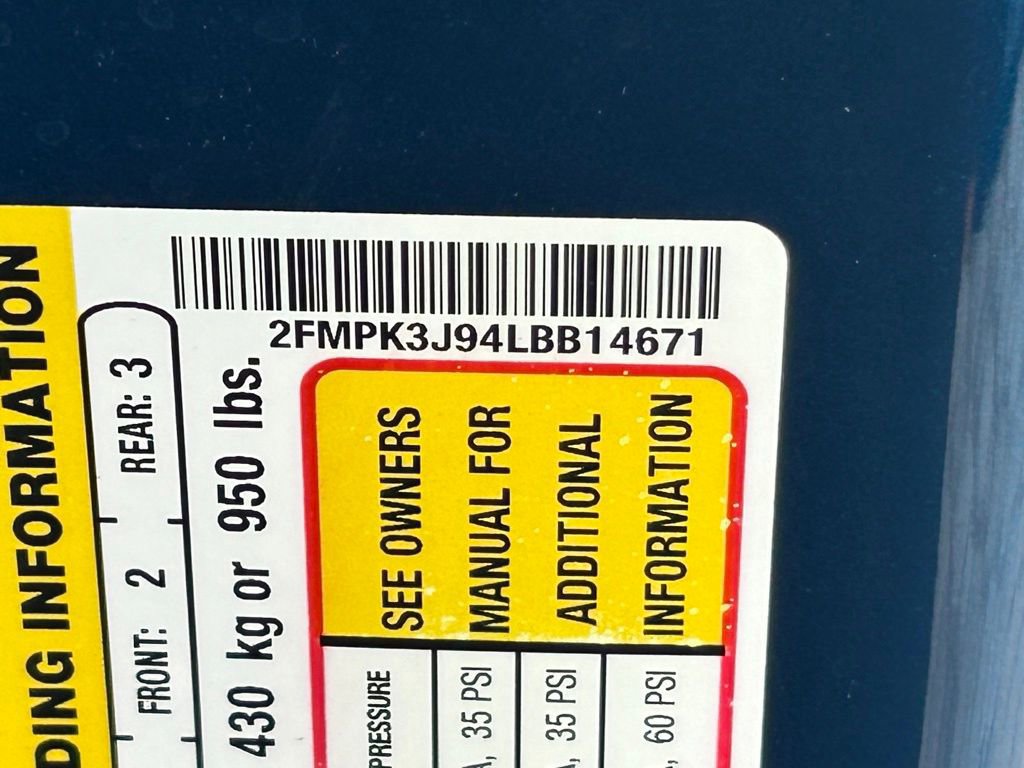 2FMPK3J94LBB14671
DING INFORMATION
FRONT: 2 REAR: 3
430 kg or 950 lbs.
SEE OWNERS
MANUAL FOR
ADDITIONAL
INFORMATION
PRESSURE
35 PSI
35 PSI
60 PSI